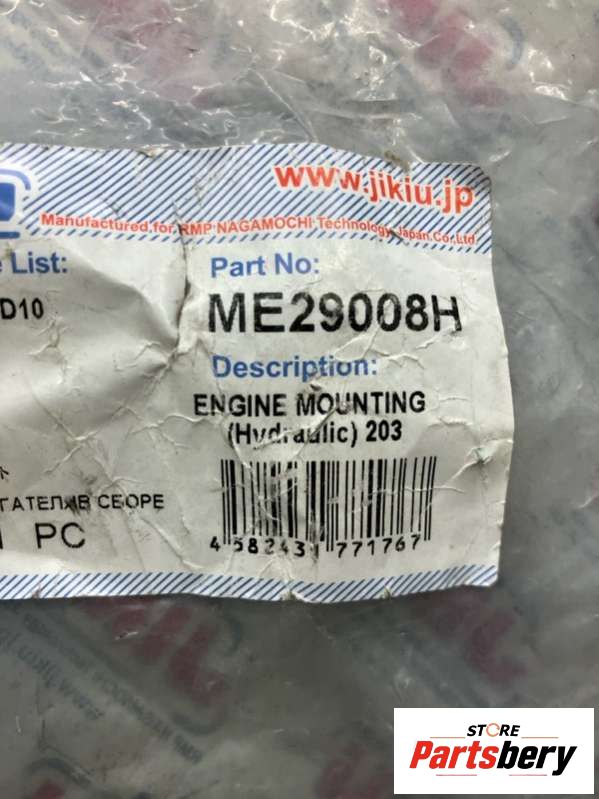 www.jikiu.jp
Manufactured for RMP NAGAMOCHI Technology Japan Co.Ltd.
List:
D10
Part No:
ME29008H
Description:
ENGINE MOUNTING
(Hydraulic) 203
СБОРЕ
PC
4 582431 771767
STORE
Partsbery